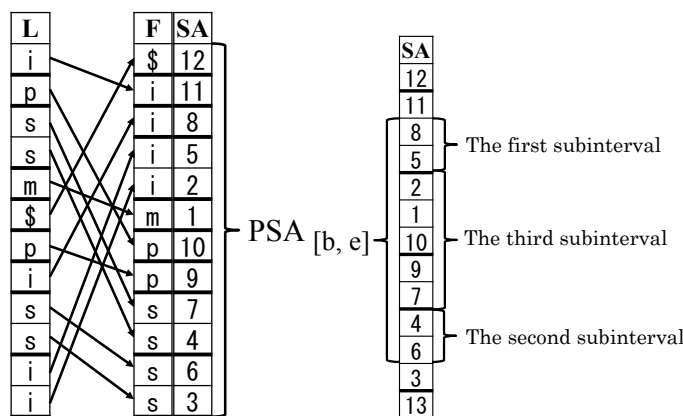 L F SA
i $ 12
p i 11
s i 8
s i 5
m i 2
$ m 1
p p 10
i p 9
s s 7
s s 4
i s 6
i s 3
PSA
[b, e]
SA
12
11
8
5
2
1
10
9
7
4
6
3
13
The first subinterval
The third subinterval
The second subinterval